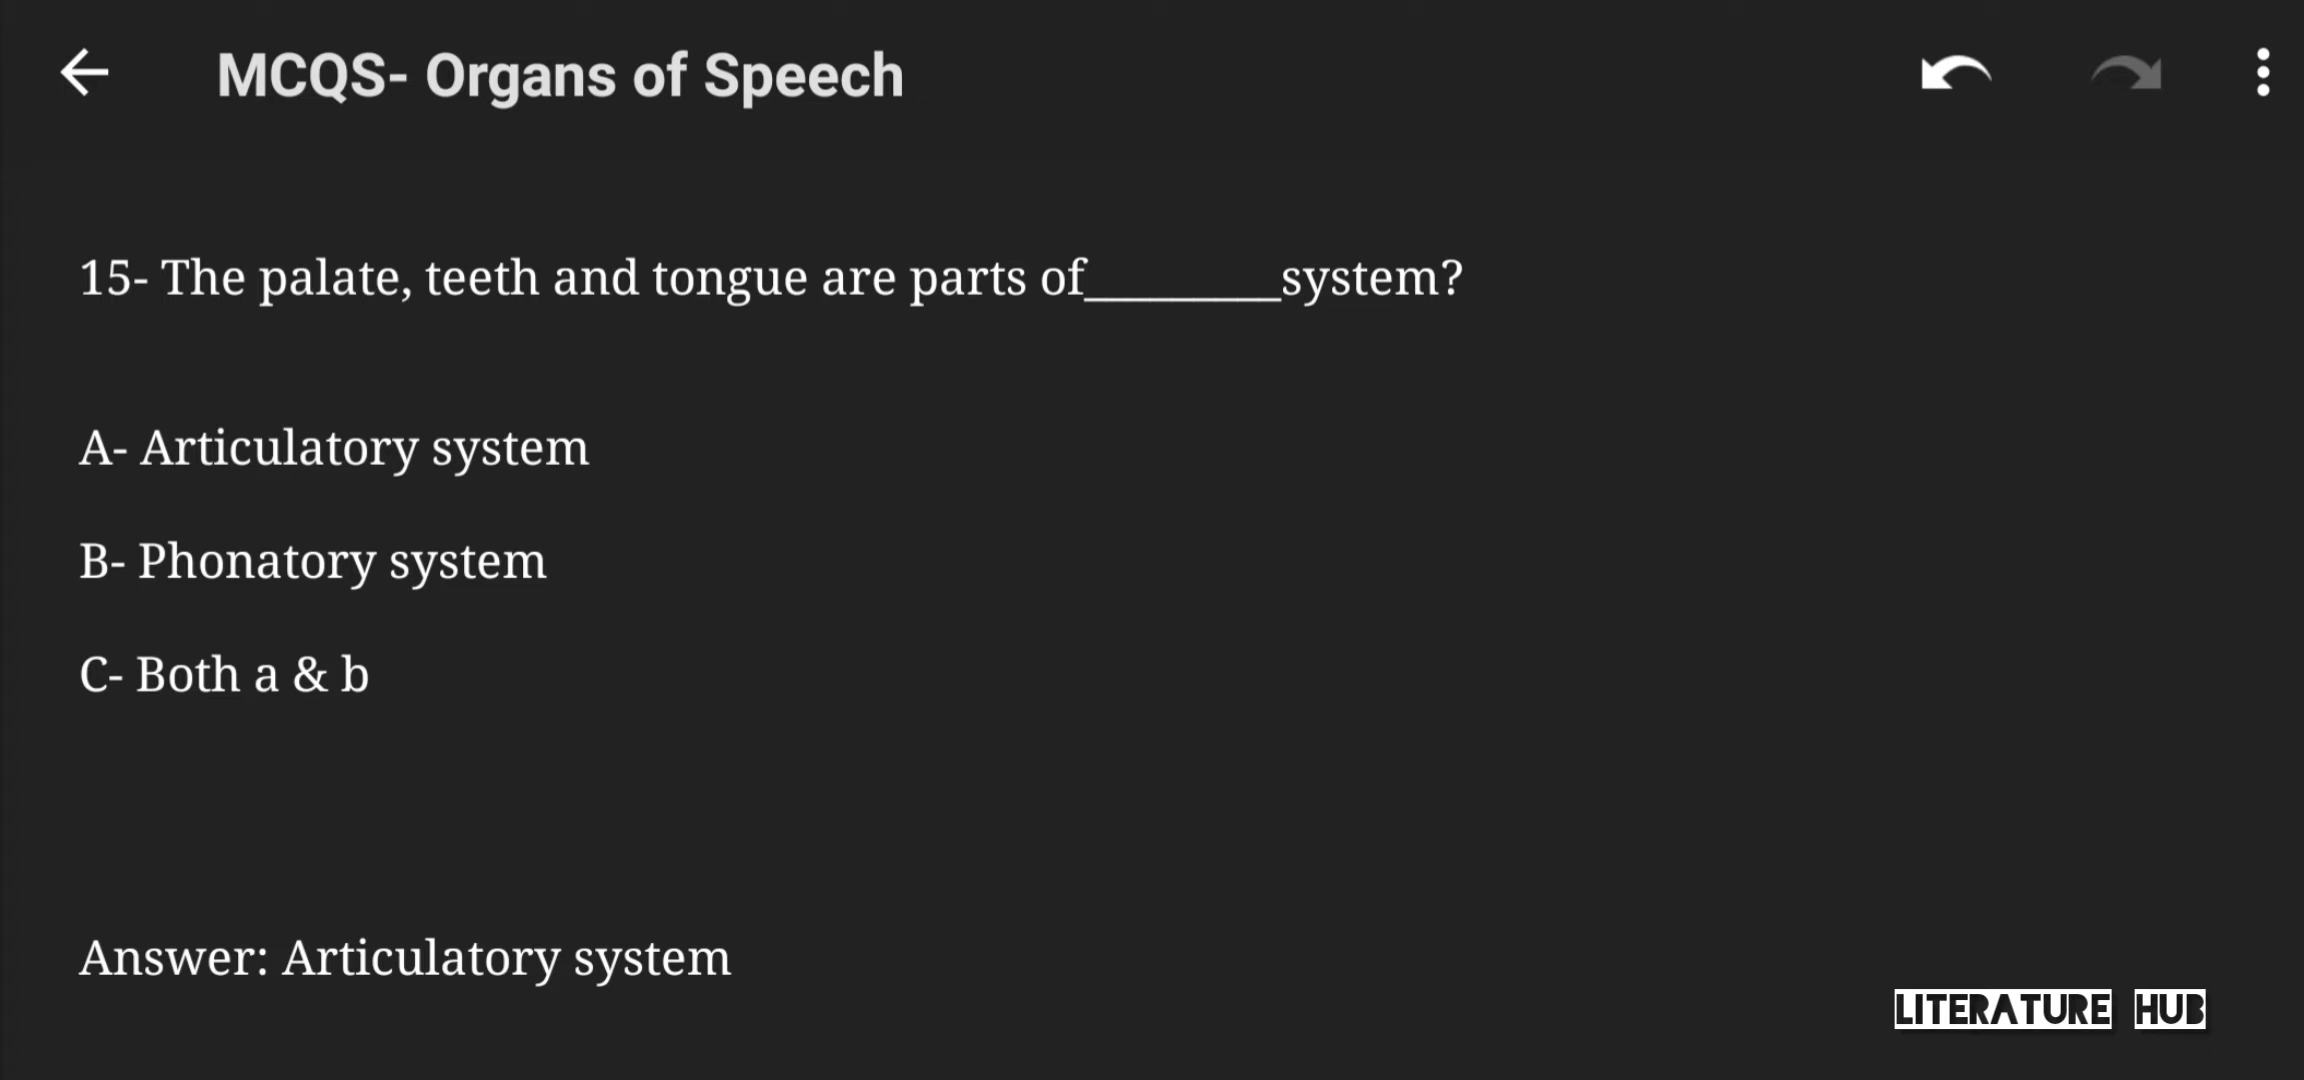 MCQS- Organs of Speech
15- The palate, teeth and tongue are parts of_________system?
A- Articulatory system
B- Phonatory system
C- Both a & b
Answer: Articulatory system
LITERATURE HUB